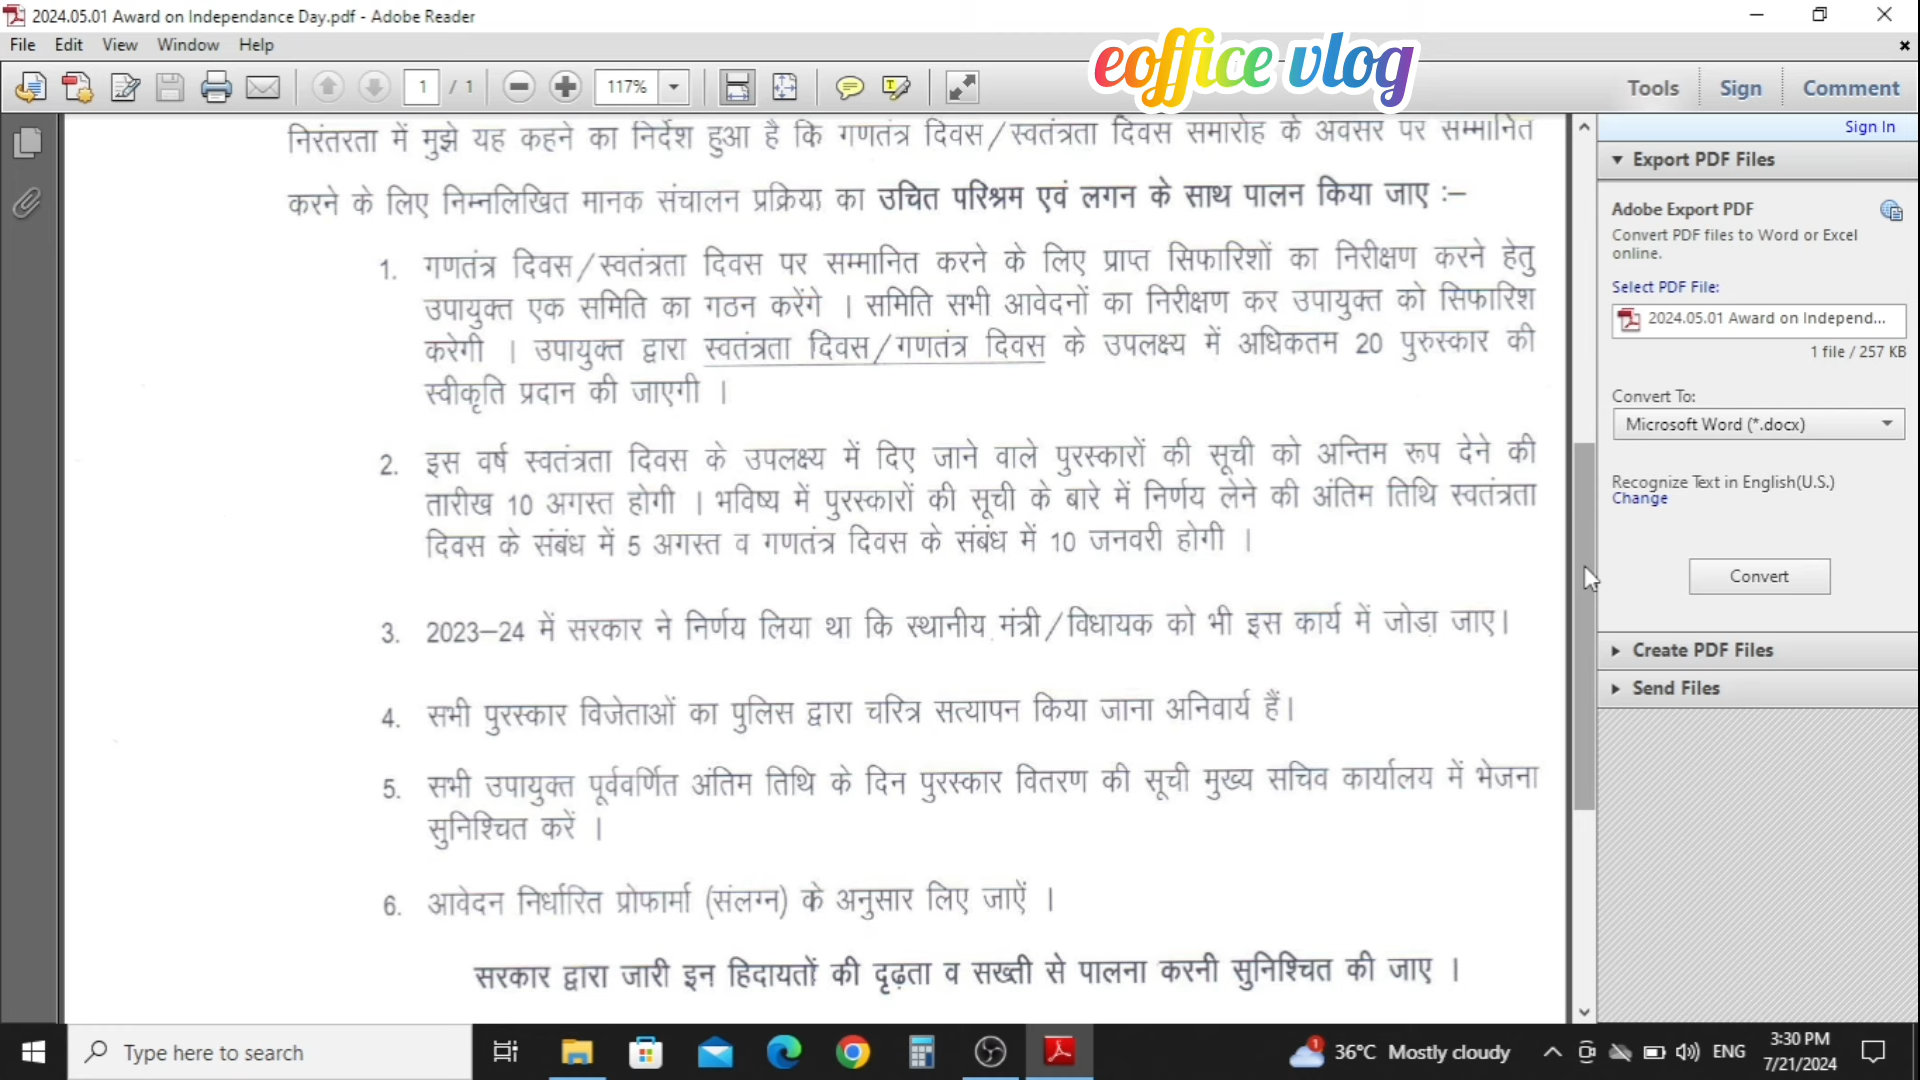 2024.05.01 Award on Independance Day.pdf - Adobe Reader
File Edit View Window Help
eoffice vlog
1 / 1 117% Tools Sign Comment
Sign In
निरंतरता में मुझे यह कहने का निर्देश हुआ है कि गणतंत्र दिवस/स्वतंत्रता दिवस समारोह के अवसर पर सम्मानित
करने के लिए निम्नलिखित मानक संचालन प्रक्रिया का उचित परिश्रम एवं लगन के साथ पालन किया जाए :–
1. गणतंत्र दिवस/स्वतंत्रता दिवस पर सम्मानित करने के लिए प्राप्त सिफारिशों का निरीक्षण करने हेतु
उपायुक्त एक समिति का गठन करेंगे । समिति सभी आवेदनों का निरीक्षण कर उपायुक्त को सिफारिश
करेगी । उपायुक्त द्वारा स्वतंत्रता दिवस/गणतंत्र दिवस के उपलक्ष्य में अधिकतम 20 पुरुस्कार की
स्वीकृति प्रदान की जाएगी ।
2. इस वर्ष स्वतंत्रता दिवस के उपलक्ष्य में दिए जाने वाले पुरस्कारों की सूची को अन्तिम रूप देने की
तारीख 10 अगस्त होगी । भविष्य में पुरस्कारों की सूची के बारे में निर्णय लेने की अंतिम तिथि स्वतंत्रता
दिवस के संबंध में 5 अगस्त व गणतंत्र दिवस के संबंध में 10 जनवरी होगी ।
3. 2023–24 में सरकार ने निर्णय लिया था कि स्थानीय मंत्री/विधायक को भी इस कार्य में जोडा जाए।
4. सभी पुरस्कार विजेताओं का पुलिस द्वारा चरित्र सत्यापन किया जाना अनिवार्य हैं।
5. सभी उपायुक्त पूर्ववर्णित अंतिम तिथि के दिन पुरस्कार वितरण की सूची मुख्य सचिव कार्यालय में भेजना
सुनिश्चित करें ।
6. आवेदन निर्धारित प्रोफार्मा (संलग्न) के अनुसार लिए जाऐं ।
सरकार द्वारा जारी इन हिदायतों की दृढ़ता व सख्ती से पालना करनी सुनिश्चित की जाए ।
Export PDF Files
Adobe Export PDF
Convert PDF files to Word or Excel
online.
Select PDF File:
2024.05.01 Award on Independ...
1 file / 257 KB
Convert To:
Microsoft Word (*.docx)
Recognize Text in English(U.S.)
Change
Convert
Create PDF Files
Send Files
Type here to search
1 36°C Mostly cloudy ENG
3:30 PM
7/21/2024